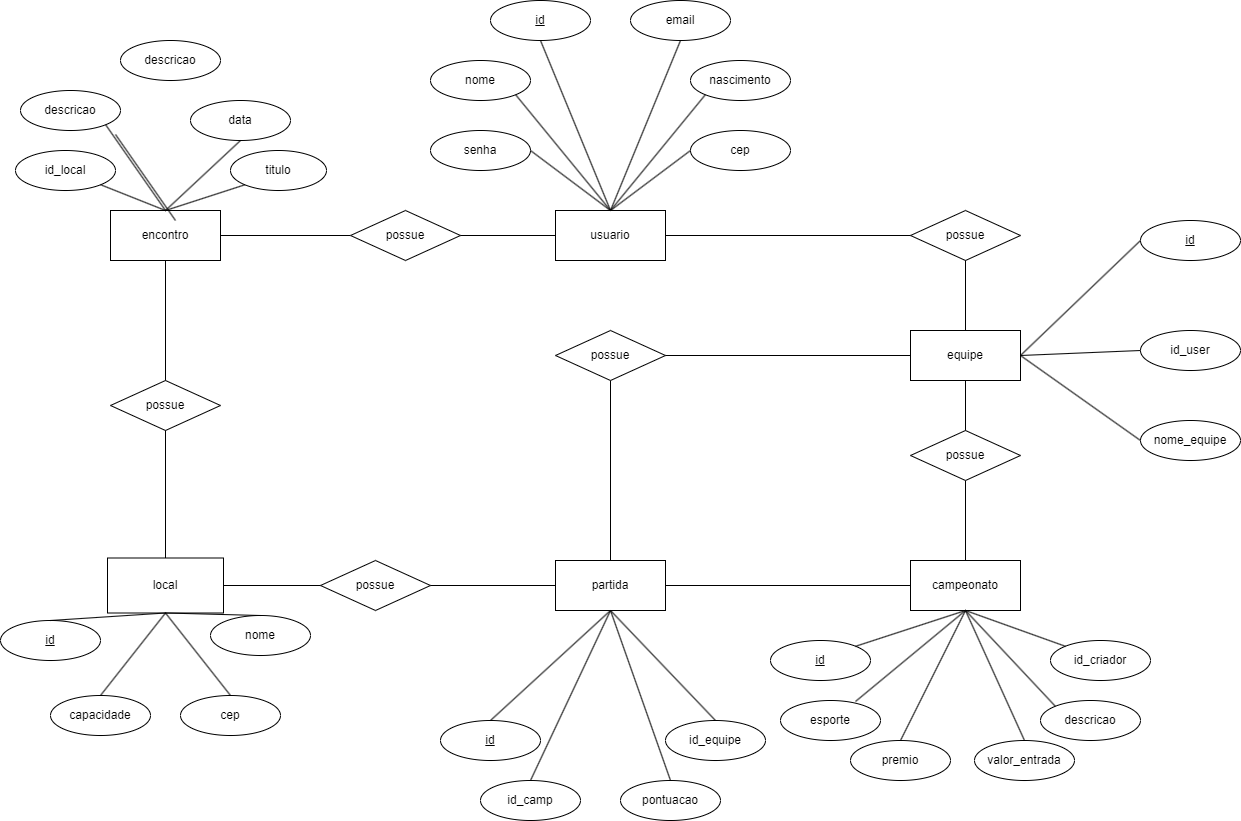 id
email
descricao
nome
nascimento
descricao
data
senha
cep
id_local
titulo
encontro
possue
usuario
possue
id
possue
equipe
id_user
possue
nome_equipe
possue
local
possue
partida
campeonato
id
nome
id
id_criador
capacidade
cep
esporte
descricao
id
id_equipe
premio
valor_entrada
id_camp
pontuacao